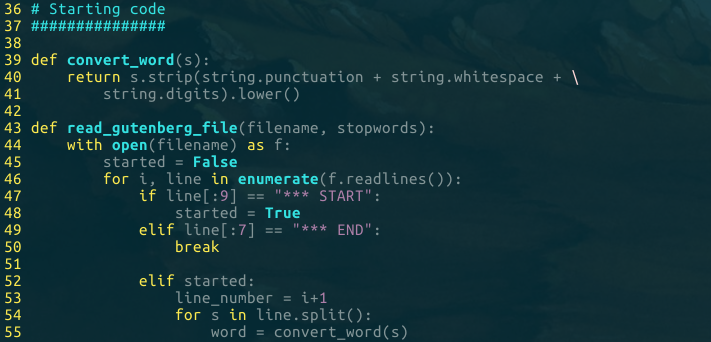 36 # Starting code
37 ###############
38
39 def convert_word(s):
40     return s.strip(string.punctuation + string.whitespace + \
41         string.digits).lower()
42
43 def read_gutenberg_file(filename, stopwords):
44     with open(filename) as f:
45         started = False
46         for i, line in enumerate(f.readlines()):
47             if line[:9] == "*** START":
48                 started = True
49             elif line[:7] == "*** END":
50                 break
51
52             elif started:
53                 line_number = i+1
54                 for s in line.split():
55                     word = convert_word(s)